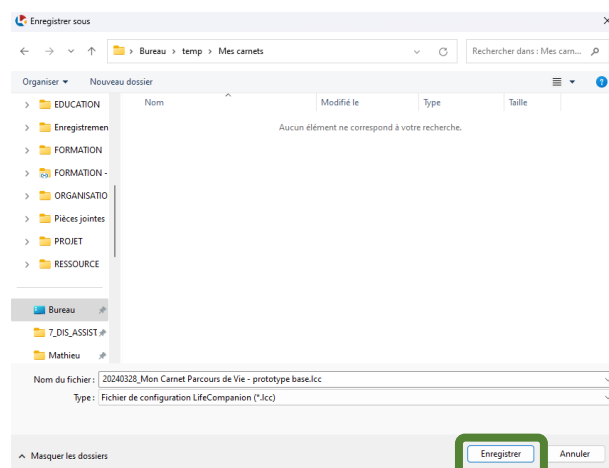 Enregistrer sous
Bureau > temp > Mes carnets
Rechercher dans : Mes carn...
Organiser
Nouveau dossier
Nom
Modifié le
Type
Taille
Aucun élément ne correspond à votre recherche.
EDUCATION
Enregistremen
FORMATION
FORMATION -
ORGANISATIO
Pièces jointes
PROJET
RESSOURCE
Bureau
7_DIS_ASSIST
Mathieu
Nom du fichier : 20240328_Mon Carnet Parcours de Vie - prototype base.lcc
Type : Fichier de configuration LifeCompanion (*.lcc)
Masquer les dossiers
Enregistrer
Annuler